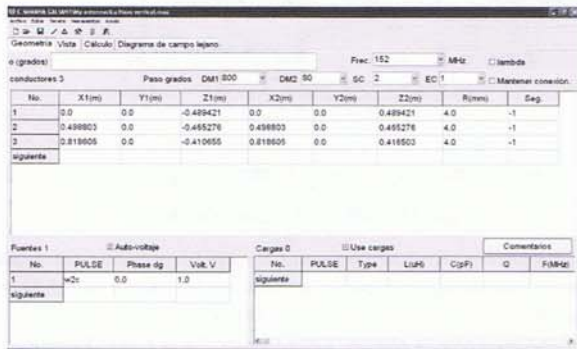 Geometría Vista Cálculo Diagrama de campo lejano
o (grados) Frec. 152 MHz lambda
conductores 3 Paso grados DM1 800 DM2 80 SC 2 EC 1 Mantener conexión.
No. X1(m) Y1(m) Z1(m) X2(m) Y2(m) Z2(m) R(mm) Seg.
1 0.0 0.0 -0.489421 0.0 0.0 0.489421 4.0 -1
2 0.498803 0.0 -0.465276 0.498803 0.0 0.465276 4.0 -1
3 0.818605 0.0 -0.410655 0.818605 0.0 0.416503 4.0 -1
siguiente
Fuentes 1 Auto-voltaje Cargas 0 Use cargas Comentarios
No. PULSE Phase dg Volt. V No. PULSE Type L(uH) C(pF) Q F(MHz)
1 w2c 0.0 1.0 siguiente
siguiente